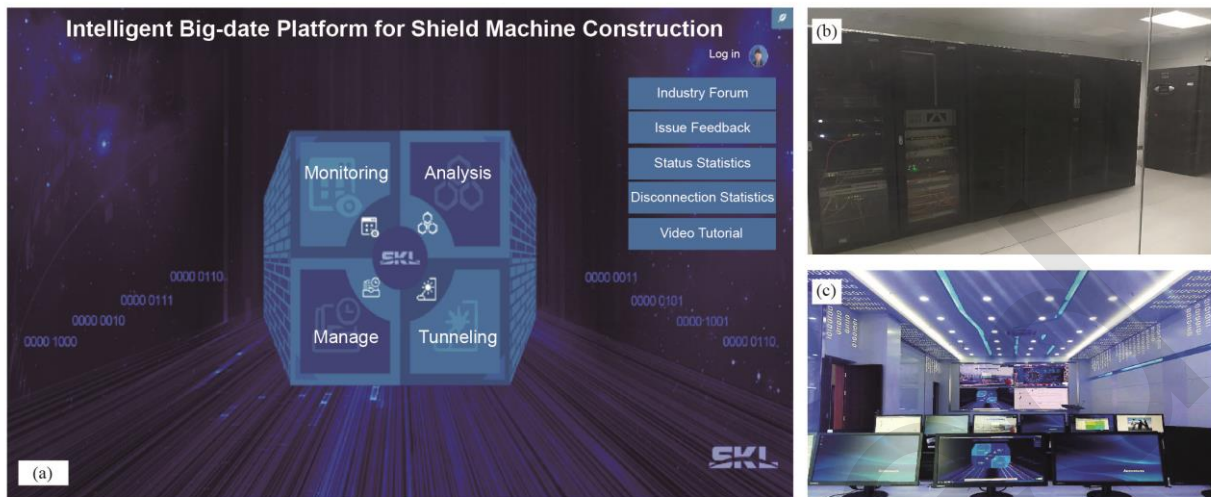 Intelligent Big-date Platform for Shield Machine Construction
Log in
Industry Forum
Issue Feedback
Status Statistics
Disconnection Statistics
Video Tutorial
Monitoring
Analysis
SKL
Manage
Tunneling
0000 0110
0000 0111
0000 0010
0000 1000
0000 0011
0000 0101
0000 1001
0000 0110
SKL
(a)
(b)
(c)